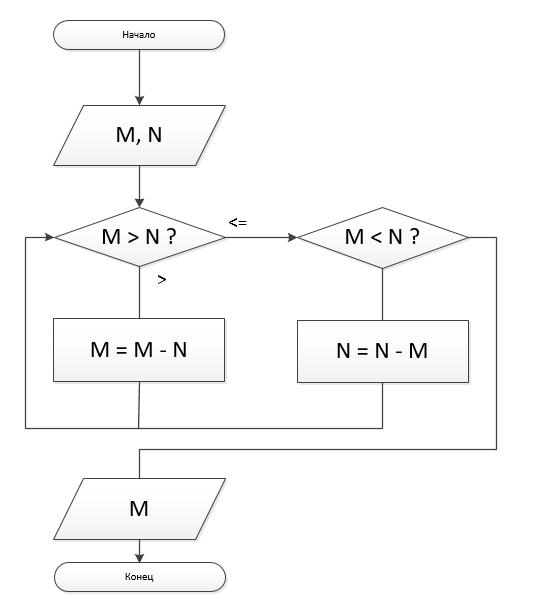 Начало
M, N
M > N ?
<=
M < N ?
>
M = M - N
N = N - M
M
Конец